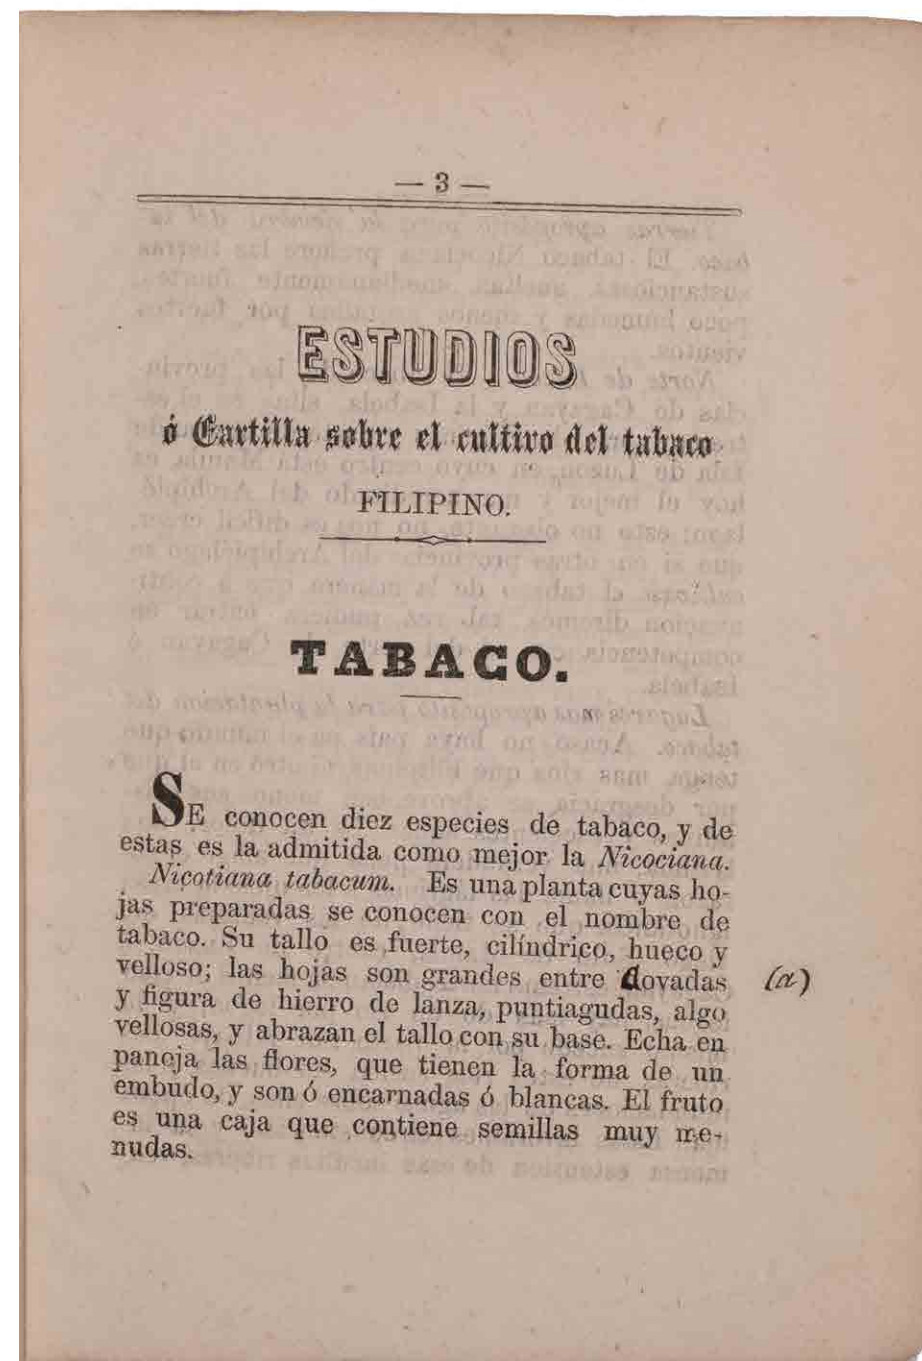 — 3 —
ESTUDIOS
ó Cartilla sobre el cultivo del tabaco
FILIPINO.
TABACO.
SE conocen diez especies de tabaco, y de
estas es la admitida como mejor la Nicociana.
Nicotiana tabacum. Es una planta cuyas ho-
jas preparadas se conocen con el nombre de
tabaco. Su tallo es fuerte, cilíndrico, hueco y
velloso; las hojas son grandes entre aovadas (a)
y figura de hierro de lanza, puntiagudas, algo
vellosas, y abrazan el tallo con su base. Echa en
panoja las flores, que tienen la forma de un
embudo, y son ó encarnadas ó blancas. El fruto
es una caja que contiene semillas muy me-
nudas.